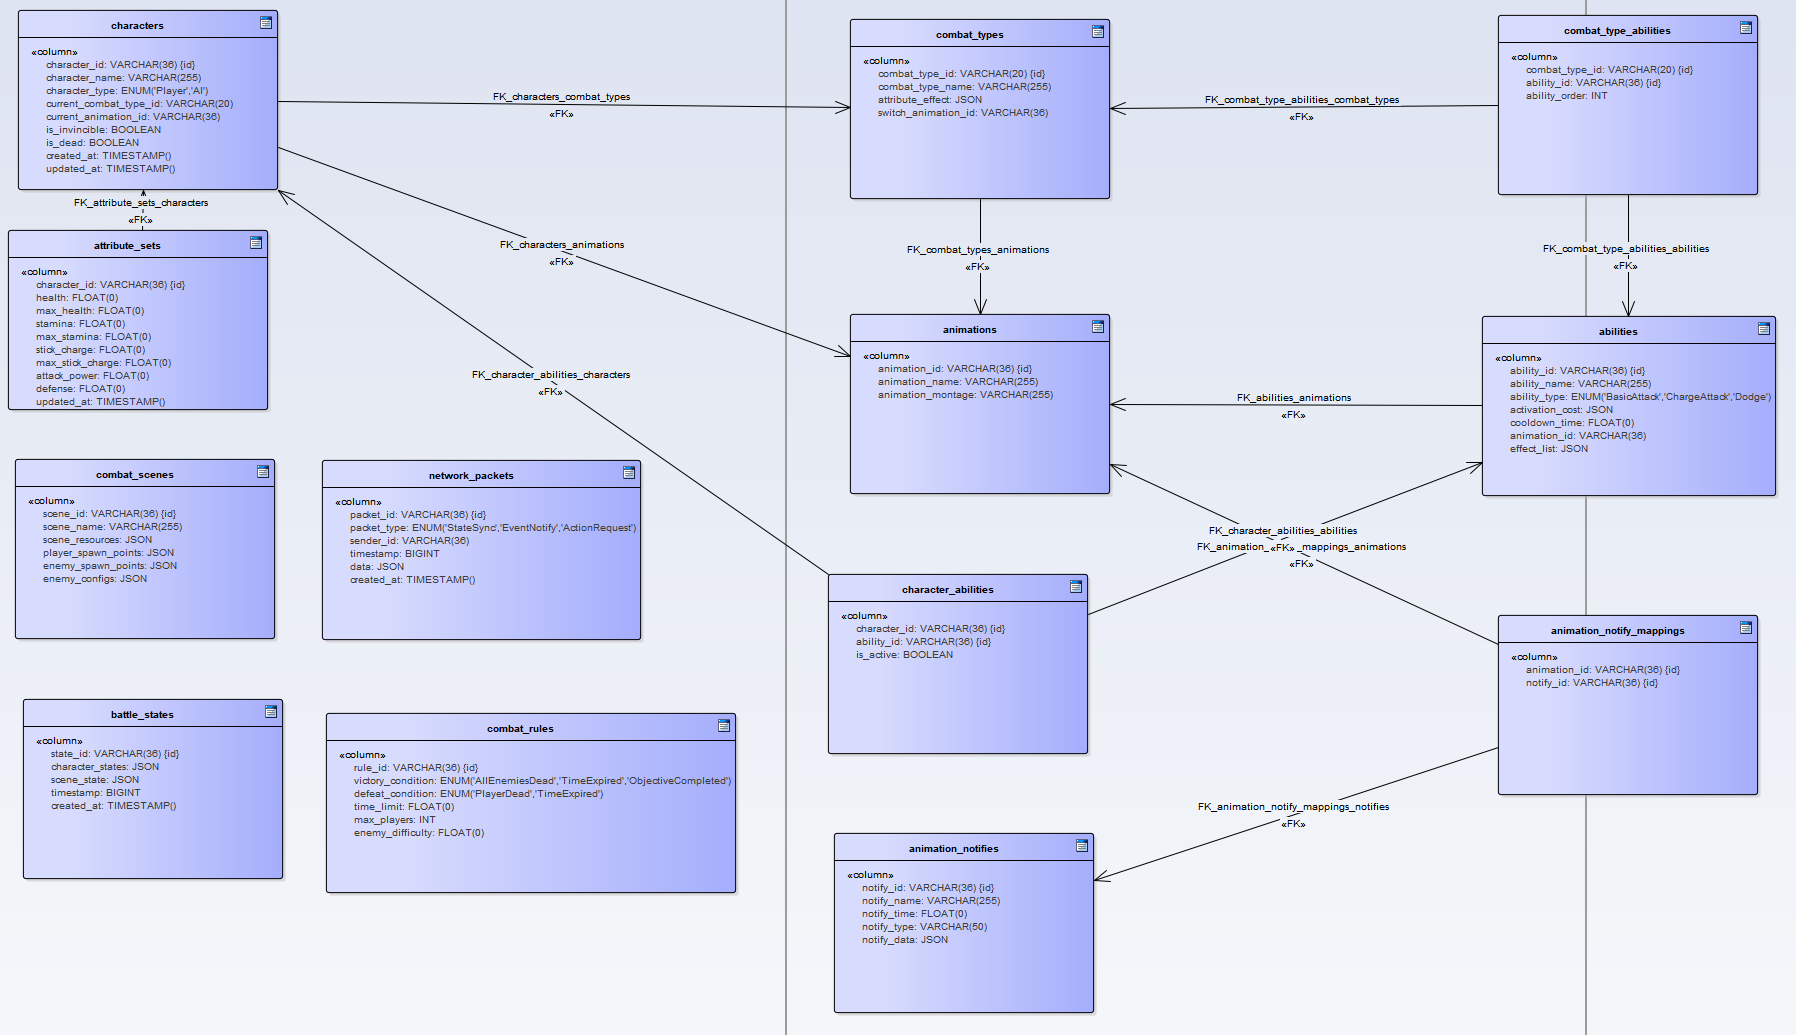 characters
«column»
character_id: VARCHAR(36) {id}
character_name: VARCHAR(255)
character_type: ENUM('Player','AI')
current_combat_type_id: VARCHAR(20)
current_animation_id: VARCHAR(36)
is_invincible: BOOLEAN
is_dead: BOOLEAN
created_at: TIMESTAMP()
updated_at: TIMESTAMP()
FK_attribute_sets_characters
«FK»
attribute_sets
«column»
character_id: VARCHAR(36) {id}
health: FLOAT(0)
max_health: FLOAT(0)
stamina: FLOAT(0)
max_stamina: FLOAT(0)
stick_charge: FLOAT(0)
max_stick_charge: FLOAT(0)
attack_power: FLOAT(0)
defense: FLOAT(0)
updated_at: TIMESTAMP()
combat_scenes
«column»
scene_id: VARCHAR(36) {id}
scene_name: VARCHAR(255)
scene_resources: JSON
player_spawn_points: JSON
enemy_spawn_points: JSON
enemy_configs: JSON
network_packets
«column»
packet_id: VARCHAR(36) {id}
packet_type: ENUM('StateSync','EventNotify','ActionRequest')
sender_id: VARCHAR(36)
timestamp: BIGINT
data: JSON
created_at: TIMESTAMP()
battle_states
«column»
state_id: VARCHAR(36) {id}
character_states: JSON
scene_state: JSON
timestamp: BIGINT
created_at: TIMESTAMP()
combat_rules
«column»
rule_id: VARCHAR(36) {id}
victory_condition: ENUM('AllEnemiesDead','TimeExpired','ObjectiveCompleted')
defeat_condition: ENUM('PlayerDead','TimeExpired')
time_limit: FLOAT(0)
max_players: INT
enemy_difficulty: FLOAT(0)
FK_characters_combat_types
«FK»
FK_characters_animations
«FK»
FK_character_abilities_characters
«FK»
combat_types
«column»
combat_type_id: VARCHAR(20) {id}
combat_type_name: VARCHAR(255)
attribute_effect: JSON
switch_animation_id: VARCHAR(36)
FK_combat_type_abilities_combat_types
«FK»
combat_type_abilities
«column»
combat_type_id: VARCHAR(20) {id}
ability_id: VARCHAR(36) {id}
ability_order: INT
FK_combat_types_animations
«FK»
FK_combat_type_abilities_abilities
«FK»
animations
«column»
animation_id: VARCHAR(36) {id}
animation_name: VARCHAR(255)
animation_montage: VARCHAR(255)
FK_abilities_animations
«FK»
abilities
«column»
ability_id: VARCHAR(36) {id}
ability_name: VARCHAR(255)
ability_type: ENUM('BasicAttack','ChargeAttack','Dodge')
activation_cost: JSON
cooldown_time: FLOAT(0)
animation_id: VARCHAR(36)
effect_list: JSON
FK_character_abilities_abilities
«FK»
FK_animation_ _mappings_animations
«FK»
character_abilities
«column»
character_id: VARCHAR(36) {id}
ability_id: VARCHAR(36) {id}
is_active: BOOLEAN
animation_notify_mappings
«column»
animation_id: VARCHAR(36) {id}
notify_id: VARCHAR(36) {id}
FK_animation_notify_mappings_notifies
«FK»
animation_notifies
«column»
notify_id: VARCHAR(36) {id}
notify_name: VARCHAR(255)
notify_time: FLOAT(0)
notify_type: VARCHAR(50)
notify_data: JSON